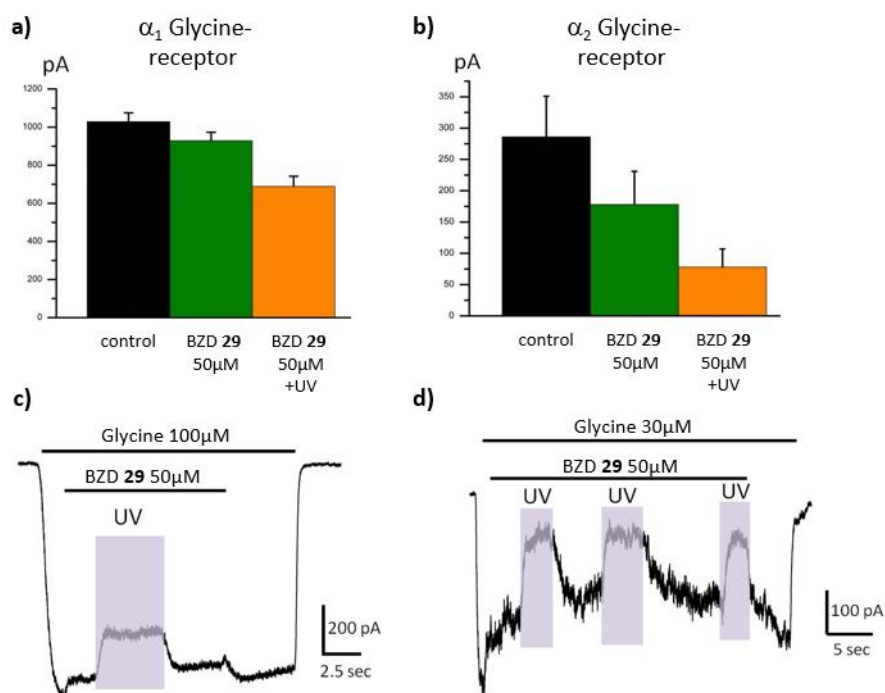 a)
α₁ Glycine-
receptor
pA
1200
1000
800
600
400
200
0
control
BZD 29
50µM
BZD 29
50µM
+UV
b)
α₂ Glycine-
receptor
pA
350
300
250
200
150
100
50
0
control
BZD 29
50µM
BZD 29
50µM
+UV
c)
Glycine 100µM
BZD 29 50µM
UV
200 pA
2.5 sec
d)
Glycine 30µM
BZD 29 50µM
UV
UV
UV
100 pA
5 sec